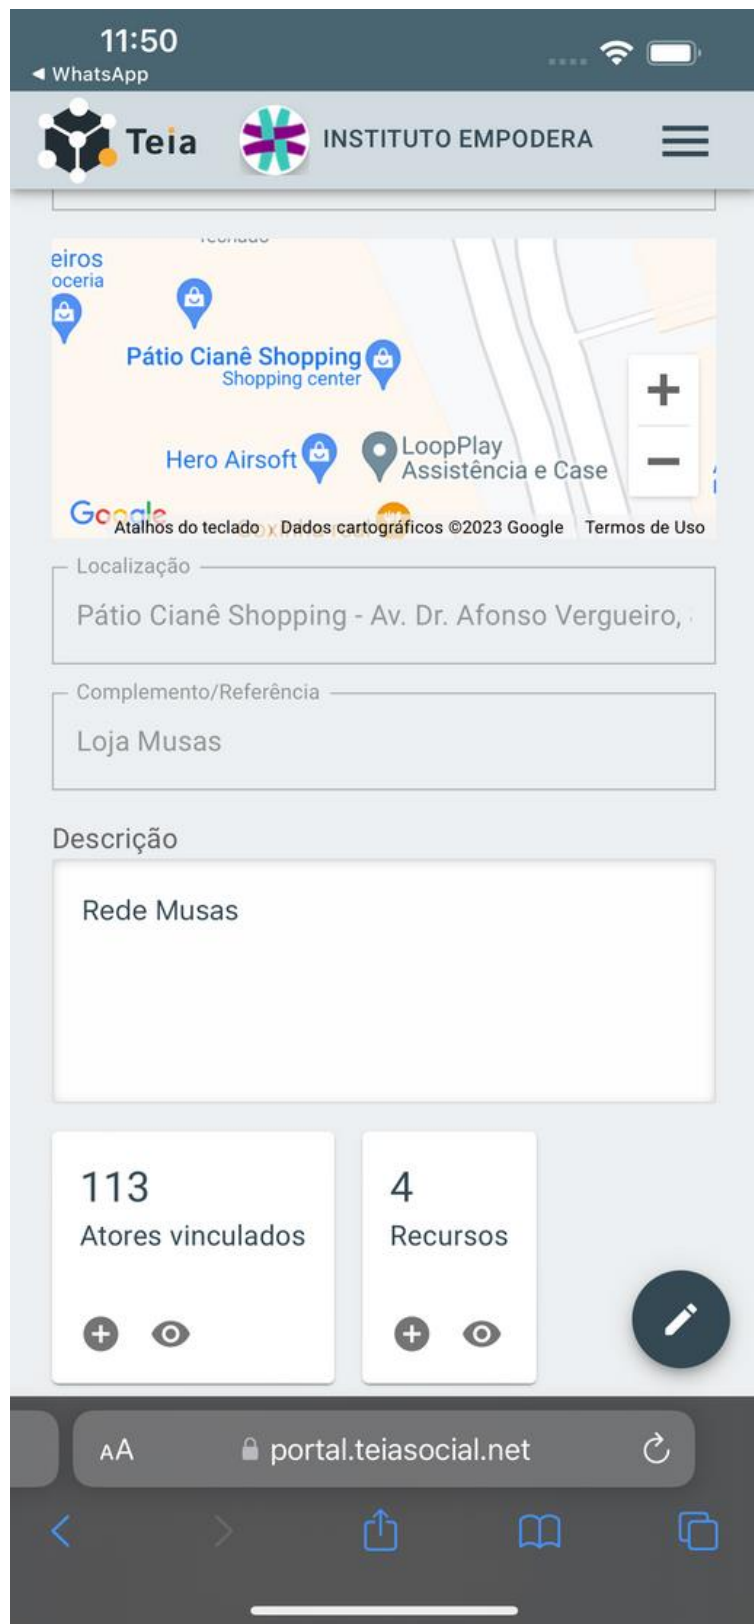 11:50
◀ WhatsApp
Teia
INSTITUTO EMPODERA
eiros
oceria
Pátio Cianê Shopping
Shopping center
Hero Airsoft
LoopPlay
Assistência e Case
Google
Atalhos do teclado Dados cartográficos ©2023 Google Termos de Uso
Localização
Pátio Cianê Shopping - Av. Dr. Afonso Vergueiro,
Complemento/Referência
Loja Musas
Descrição
Rede Musas
113
Atores vinculados
4
Recursos
AA
portal.teiasocial.net